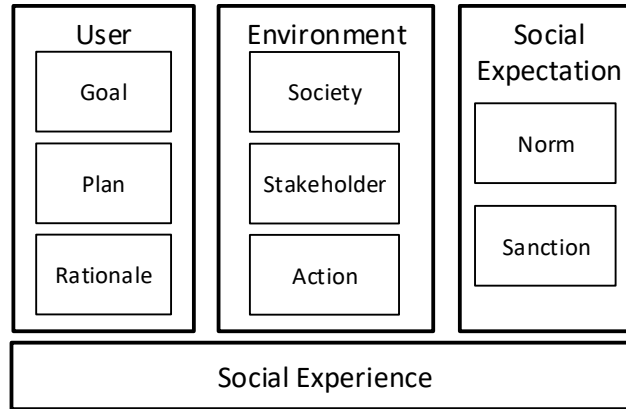 User
Goal
Plan
Rationale
Environment
Society
Stakeholder
Action
Social
Expectation
Norm
Sanction
Social Experience